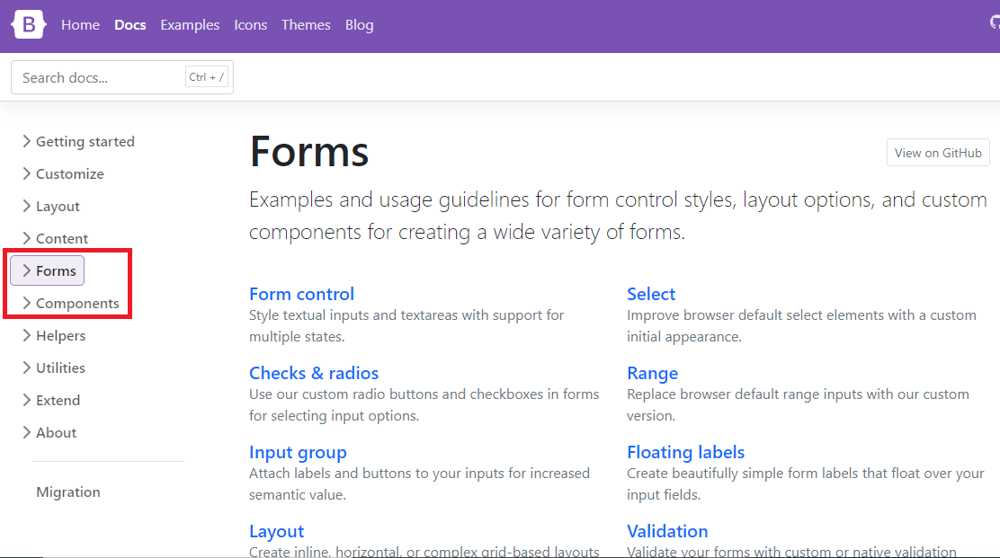 B Home Docs Examples Icons Themes Blog
Search docs... Ctrl + /
Getting started
Customize
Layout
Content
Forms
Components
Helpers
Utilities
Extend
About
Migration
Forms
View on GitHub
Examples and usage guidelines for form control styles, layout options, and custom
components for creating a wide variety of forms.
Form control
Style textual inputs and textareas with support for
multiple states.
Select
Improve browser default select elements with a custom
initial appearance.
Checks & radios
Use our custom radio buttons and checkboxes in forms
for selecting input options.
Range
Replace browser default range inputs with our custom
version.
Input group
Attach labels and buttons to your inputs for increased
semantic value.
Floating labels
Create beautifully simple form labels that float over your
input fields.
Layout
Create inline, horizontal, or complex grid-based layouts
Validation
Validate your forms with custom or native validation